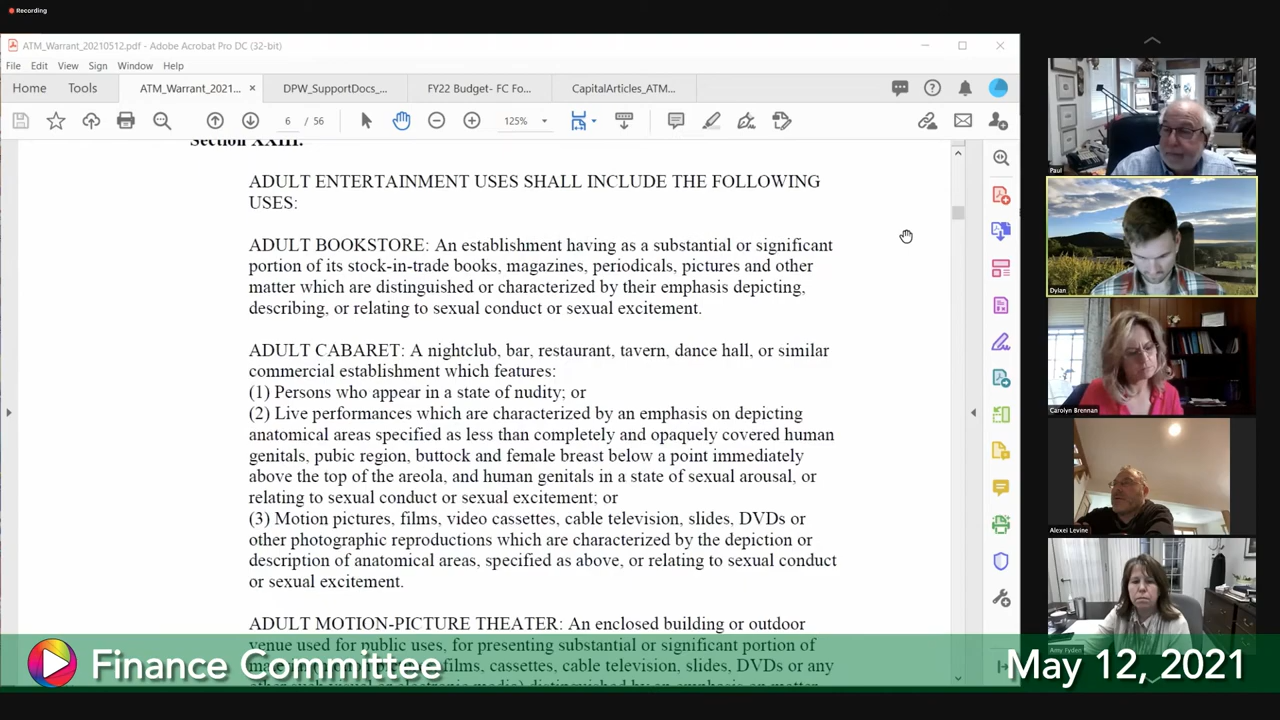 Recording
ATM_Warrant_20210512.pdf - Adobe Acrobat Pro DC (32-bit)
File Edit View Sign Window Help
Home Tools ATM_Warrant_2021... × DPW_SupportDocs_... FY22 Budget- FC Fo... CapitalArticles_ATM...
6 / 56 125%
Section XXIII.
ADULT ENTERTAINMENT USES SHALL INCLUDE THE FOLLOWING
USES:
ADULT BOOKSTORE: An establishment having as a substantial or significant
portion of its stock-in-trade books, magazines, periodicals, pictures and other
matter which are distinguished or characterized by their emphasis depicting,
describing, or relating to sexual conduct or sexual excitement.
ADULT CABARET: A nightclub, bar, restaurant, tavern, dance hall, or similar
commercial establishment which features:
(1) Persons who appear in a state of nudity; or
(2) Live performances which are characterized by an emphasis on depicting
anatomical areas specified as less than completely and opaquely covered human
genitals, pubic region, buttock and female breast below a point immediately
above the top of the areola, and human genitals in a state of sexual arousal, or
relating to sexual conduct or sexual excitement; or
(3) Motion pictures, films, video cassettes, cable television, slides, DVDs or
other photographic reproductions which are characterized by the depiction or
description of anatomical areas, specified as above, or relating to sexual conduct
or sexual excitement.
ADULT MOTION-PICTURE THEATER: An enclosed building or outdoor
venue used for public uses, for presenting substantial or significant portion of
films, cassettes, cable television, slides, DVDs or any
distinguished by an emphasis on matter
Paul
Dylan
Carolyn Brennan
Alexei Levine
Amy Fyden
Finance Committee
May 12, 2021